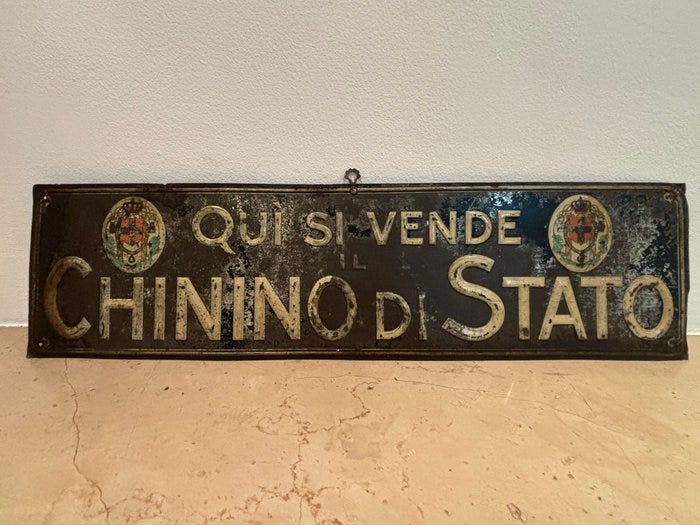 QUI SI VENDE
IL
CHININO DI STATO